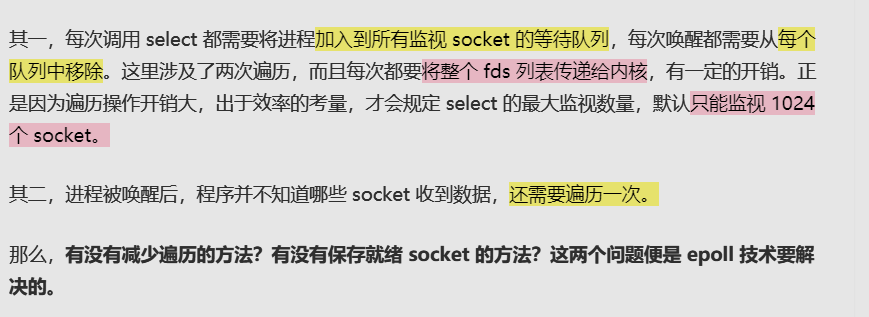 其一，每次调用 select 都需要将进程加入到所有监视 socket 的等待队列，每次唤醒都需要从每个
队列中移除。这里涉及了两次遍历，而且每次都要将整个 fds 列表传递给内核，有一定的开销。正
是因为遍历操作开销大，出于效率的考量，才会规定 select 的最大监视数量，默认只能监视 1024
个 socket。
其二，进程被唤醒后，程序并不知道哪些 socket 收到数据，还需要遍历一次。
那么，有没有减少遍历的方法？有没有保存就绪 socket 的方法？这两个问题便是 epoll 技术要解
决的。